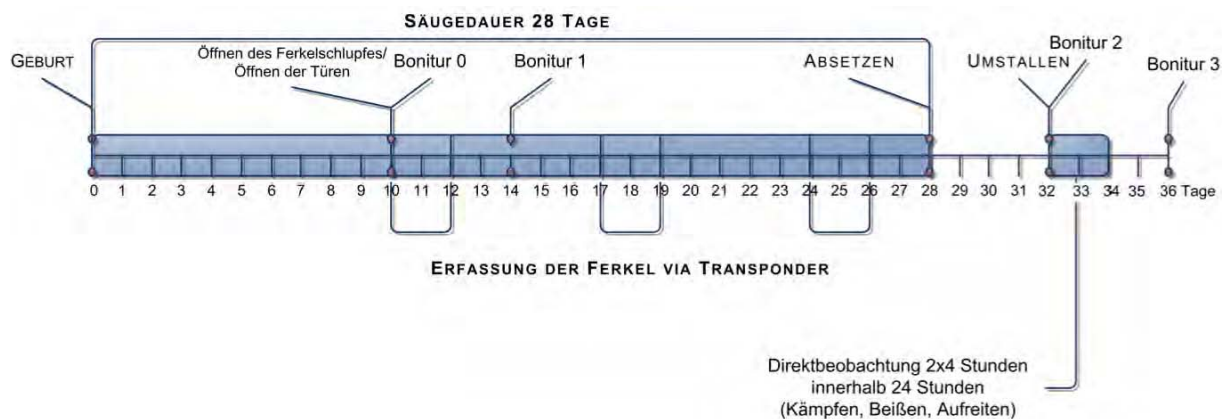 SÄUGEDAUER 28 TAGE
GEBURT
Öffnen des Ferkelschlupfes/
Öffnen der Türen
Bonitur 0
Bonitur 1
ABSETZEN
UMSTALLEN
Bonitur 2
Bonitur 3
0 1 2 3 4 5 6 7 8 9 10 11 12 13 14 15 16 17 18 19 20 21 22 23 24 25 26 27 28 29 30 31 32 33 34 35 36 Tage
ERFASSUNG DER FERKEL VIA TRANSPONDER
Direktbeobachtung 2x4 Stunden
innerhalb 24 Stunden
(Kämpfen, Beißen, Aufreiten)